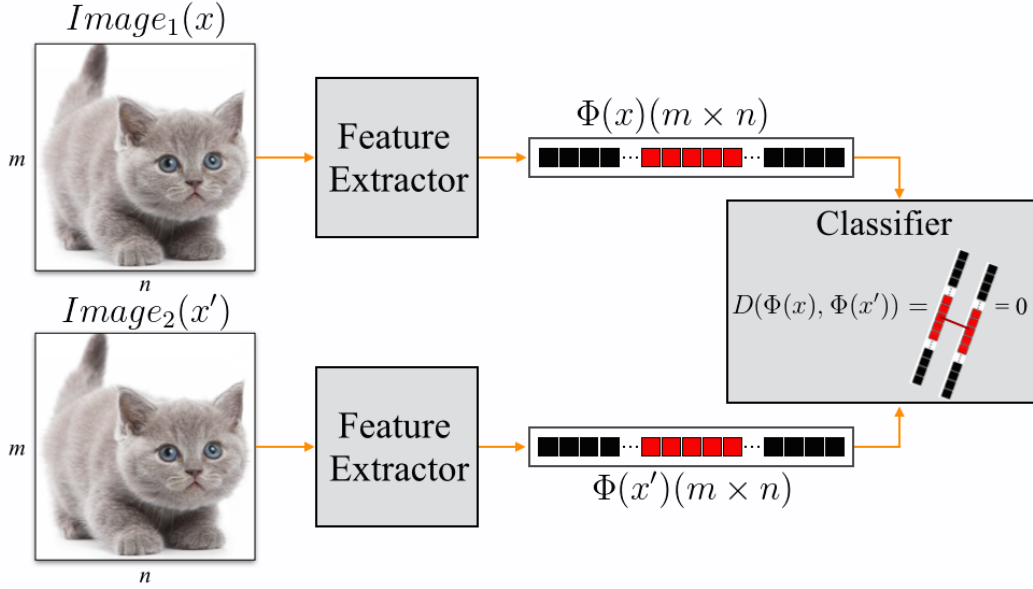 Image₁(x)
m
n
Feature
Extractor
Φ(x)(m × n)
...
...
Image₂(x′)
m
n
Feature
Extractor
...
...
Φ(x′)(m × n)
Classifier
D(Φ(x), Φ(x′)) = = 0